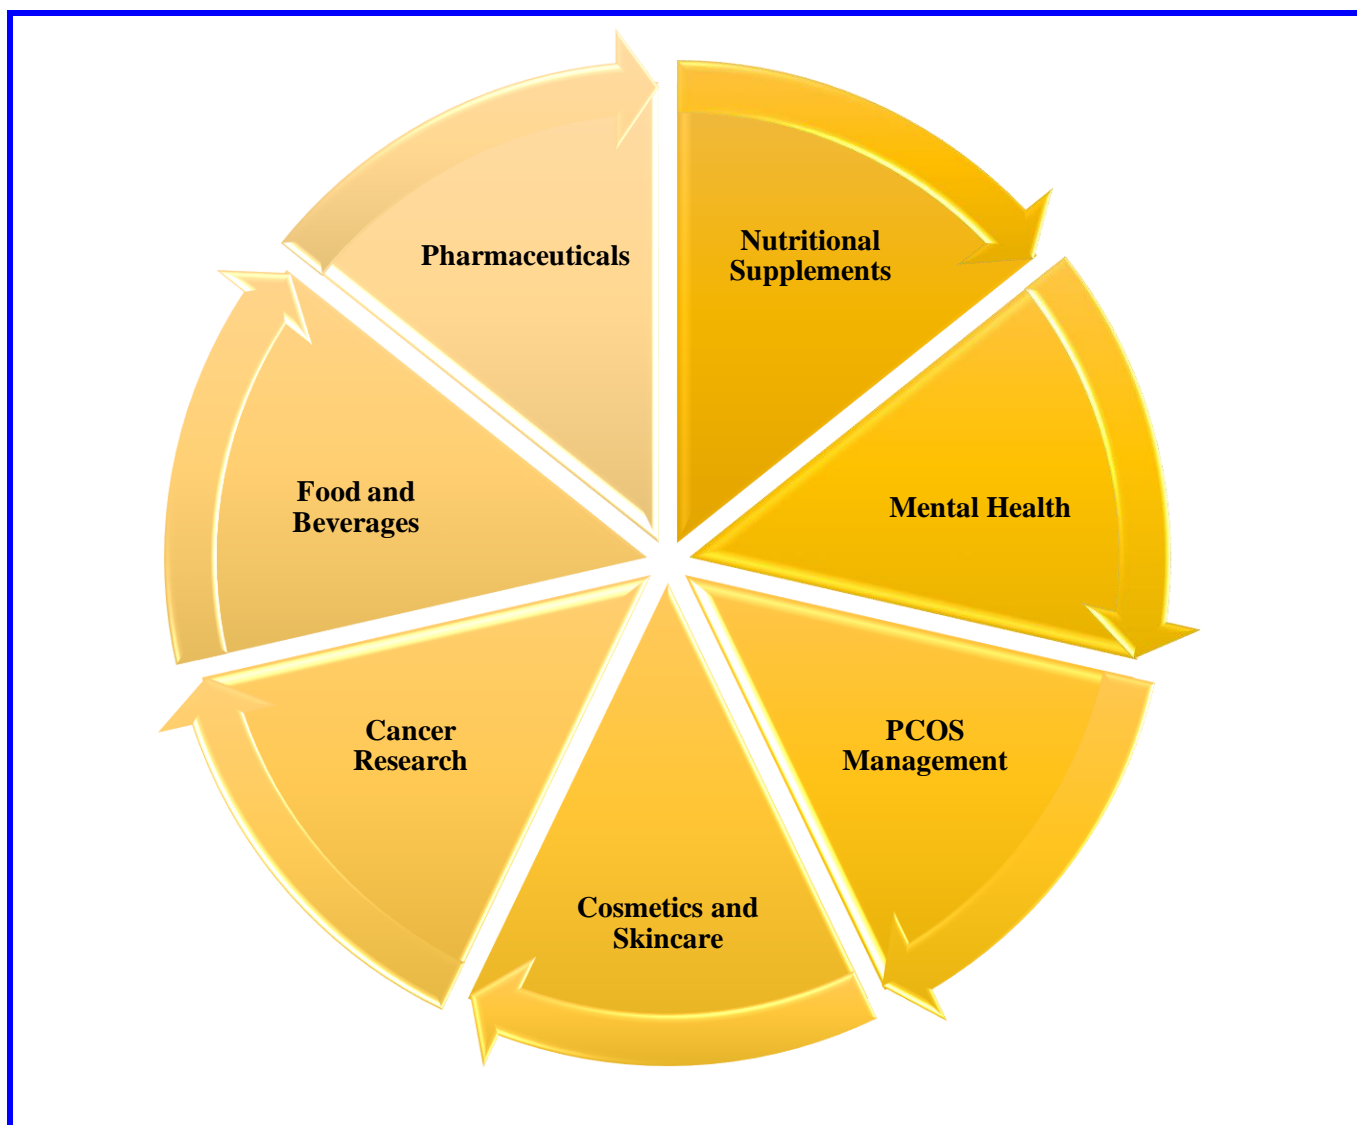 Pharmaceuticals
Nutritional
Supplements
Mental Health
PCOS
Management
Cosmetics and
Skincare
Cancer
Research
Food and
Beverages